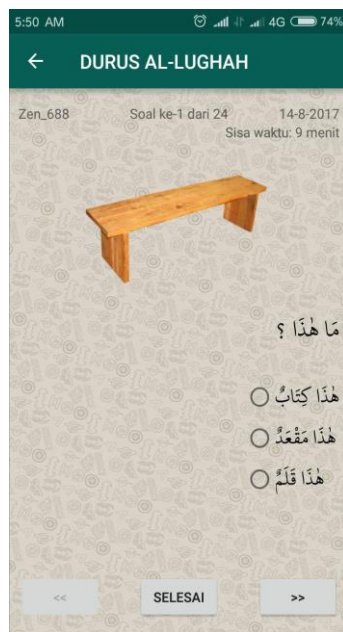 5:50 AM 4G 74%
DURUS AL-LUGHAH
Zen_688 Soal ke-1 dari 24 14-8-2017
Sisa waktu: 9 menit
مَا هٰذَا ؟
هٰذَا كِتَابٌ
هٰذَا مَقْعَدٌ
هٰذَا قَلَمٌ
<< SELESAI >>